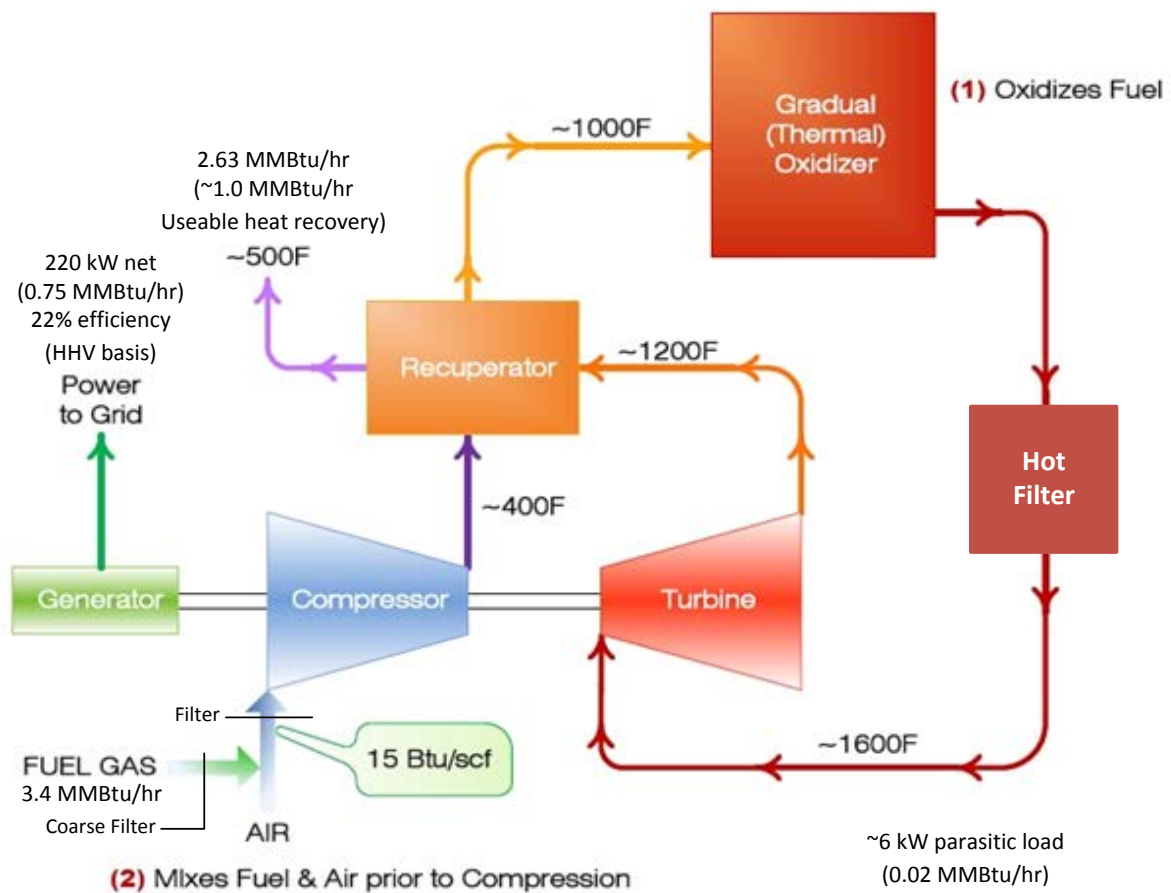 Gradual
(Thermal)
Oxidizer
(1) Oxidizes Fuel
~1000F
2.63 MMBtu/hr
(~1.0 MMBtu/hr
Useable heat recovery)
~500F
220 kW net
(0.75 MMBtu/hr)
22% efficiency
(HHV basis)
Power
to Grid
Recuperator
~1200F
Hot
Filter
~400F
Generator
Compressor
Turbine
Filter
15 Btu/scf
~1600F
FUEL GAS
3.4 MMBtu/hr
Coarse Filter
AIR
~6 kW parasitic load
(0.02 MMBtu/hr)
(2) MIxes Fuel & Air prior to Compression